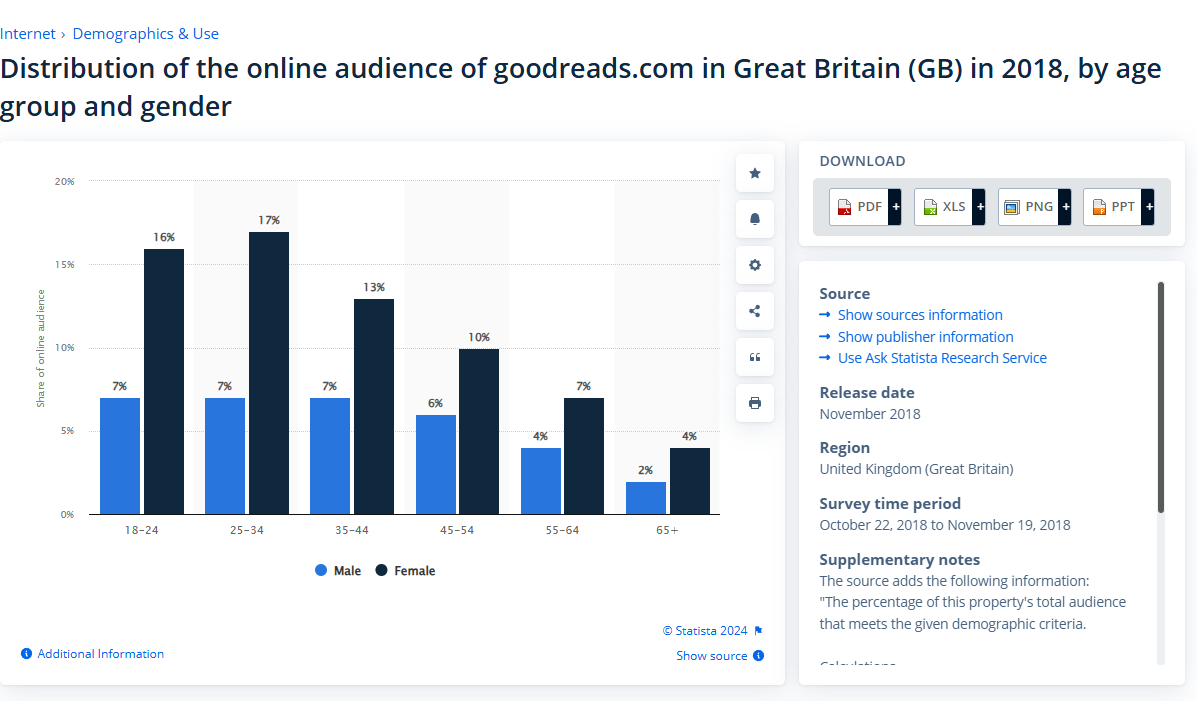 Internet › Demographics & Use
Distribution of the online audience of goodreads.com in Great Britain (GB) in 2018, by age
group and gender
20%
15%
10%
5%
0%
Share of online audience
7%
16%
7%
17%
7%
13%
6%
10%
4%
7%
2%
4%
18–24
25–34
35–44
45–54
55–64
65+
Male Female
© Statista 2024
Additional Information
Show source
DOWNLOAD
PDF +
XLS +
PNG +
PPT +
Source
→ Show sources information
→ Show publisher information
→ Use Ask Statista Research Service
Release date
November 2018
Region
United Kingdom (Great Britain)
Survey time period
October 22, 2018 to November 19, 2018
Supplementary notes
The source adds the following information:
"The percentage of this property's total audience
that meets the given demographic criteria.